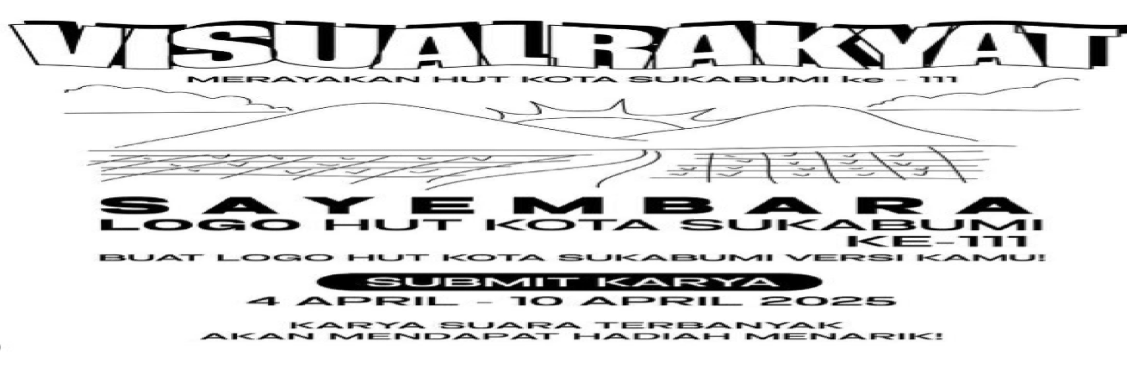 VISUALRAKYAT
MERAYAKAN HUT KOTA SUKABUMI ke - 111
SAYEMBARA
LOGO HUT KOTA SUKABUMI
KE-111
BUAT LOGO HUT KOTA SUKABUMI VERSI KAMU!
SUBMIT KARYA
4 APRIL - 10 APRIL 2025
KARYA SUARA TERBANYAK
AKAN MENDAPAT HADIAH MENARIK!